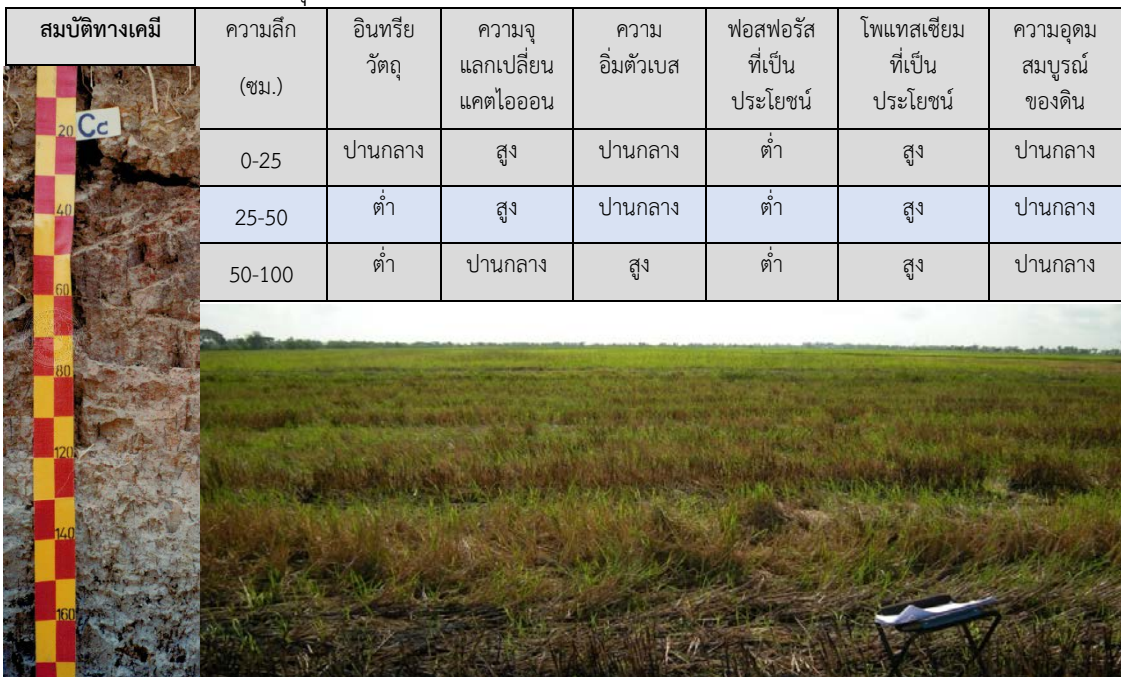 สมบัติทางเคมี ความลึก (ซม.) อินทรียวัตถุ ความจุแลกเปลี่ยนแคตไอออน ความอิ่มตัวเบส ฟอสฟอรัสที่เป็นประโยชน์ โพแทสเซียมที่เป็นประโยชน์ ความอุดมสมบูรณ์ของดิน
0-25 ปานกลาง สูง ปานกลาง ต่ำ สูง ปานกลาง
25-50 ต่ำ สูง ปานกลาง ต่ำ สูง ปานกลาง
50-100 ต่ำ ปานกลาง สูง ต่ำ สูง ปานกลาง
Cc
20
40
60
80
120
140
160